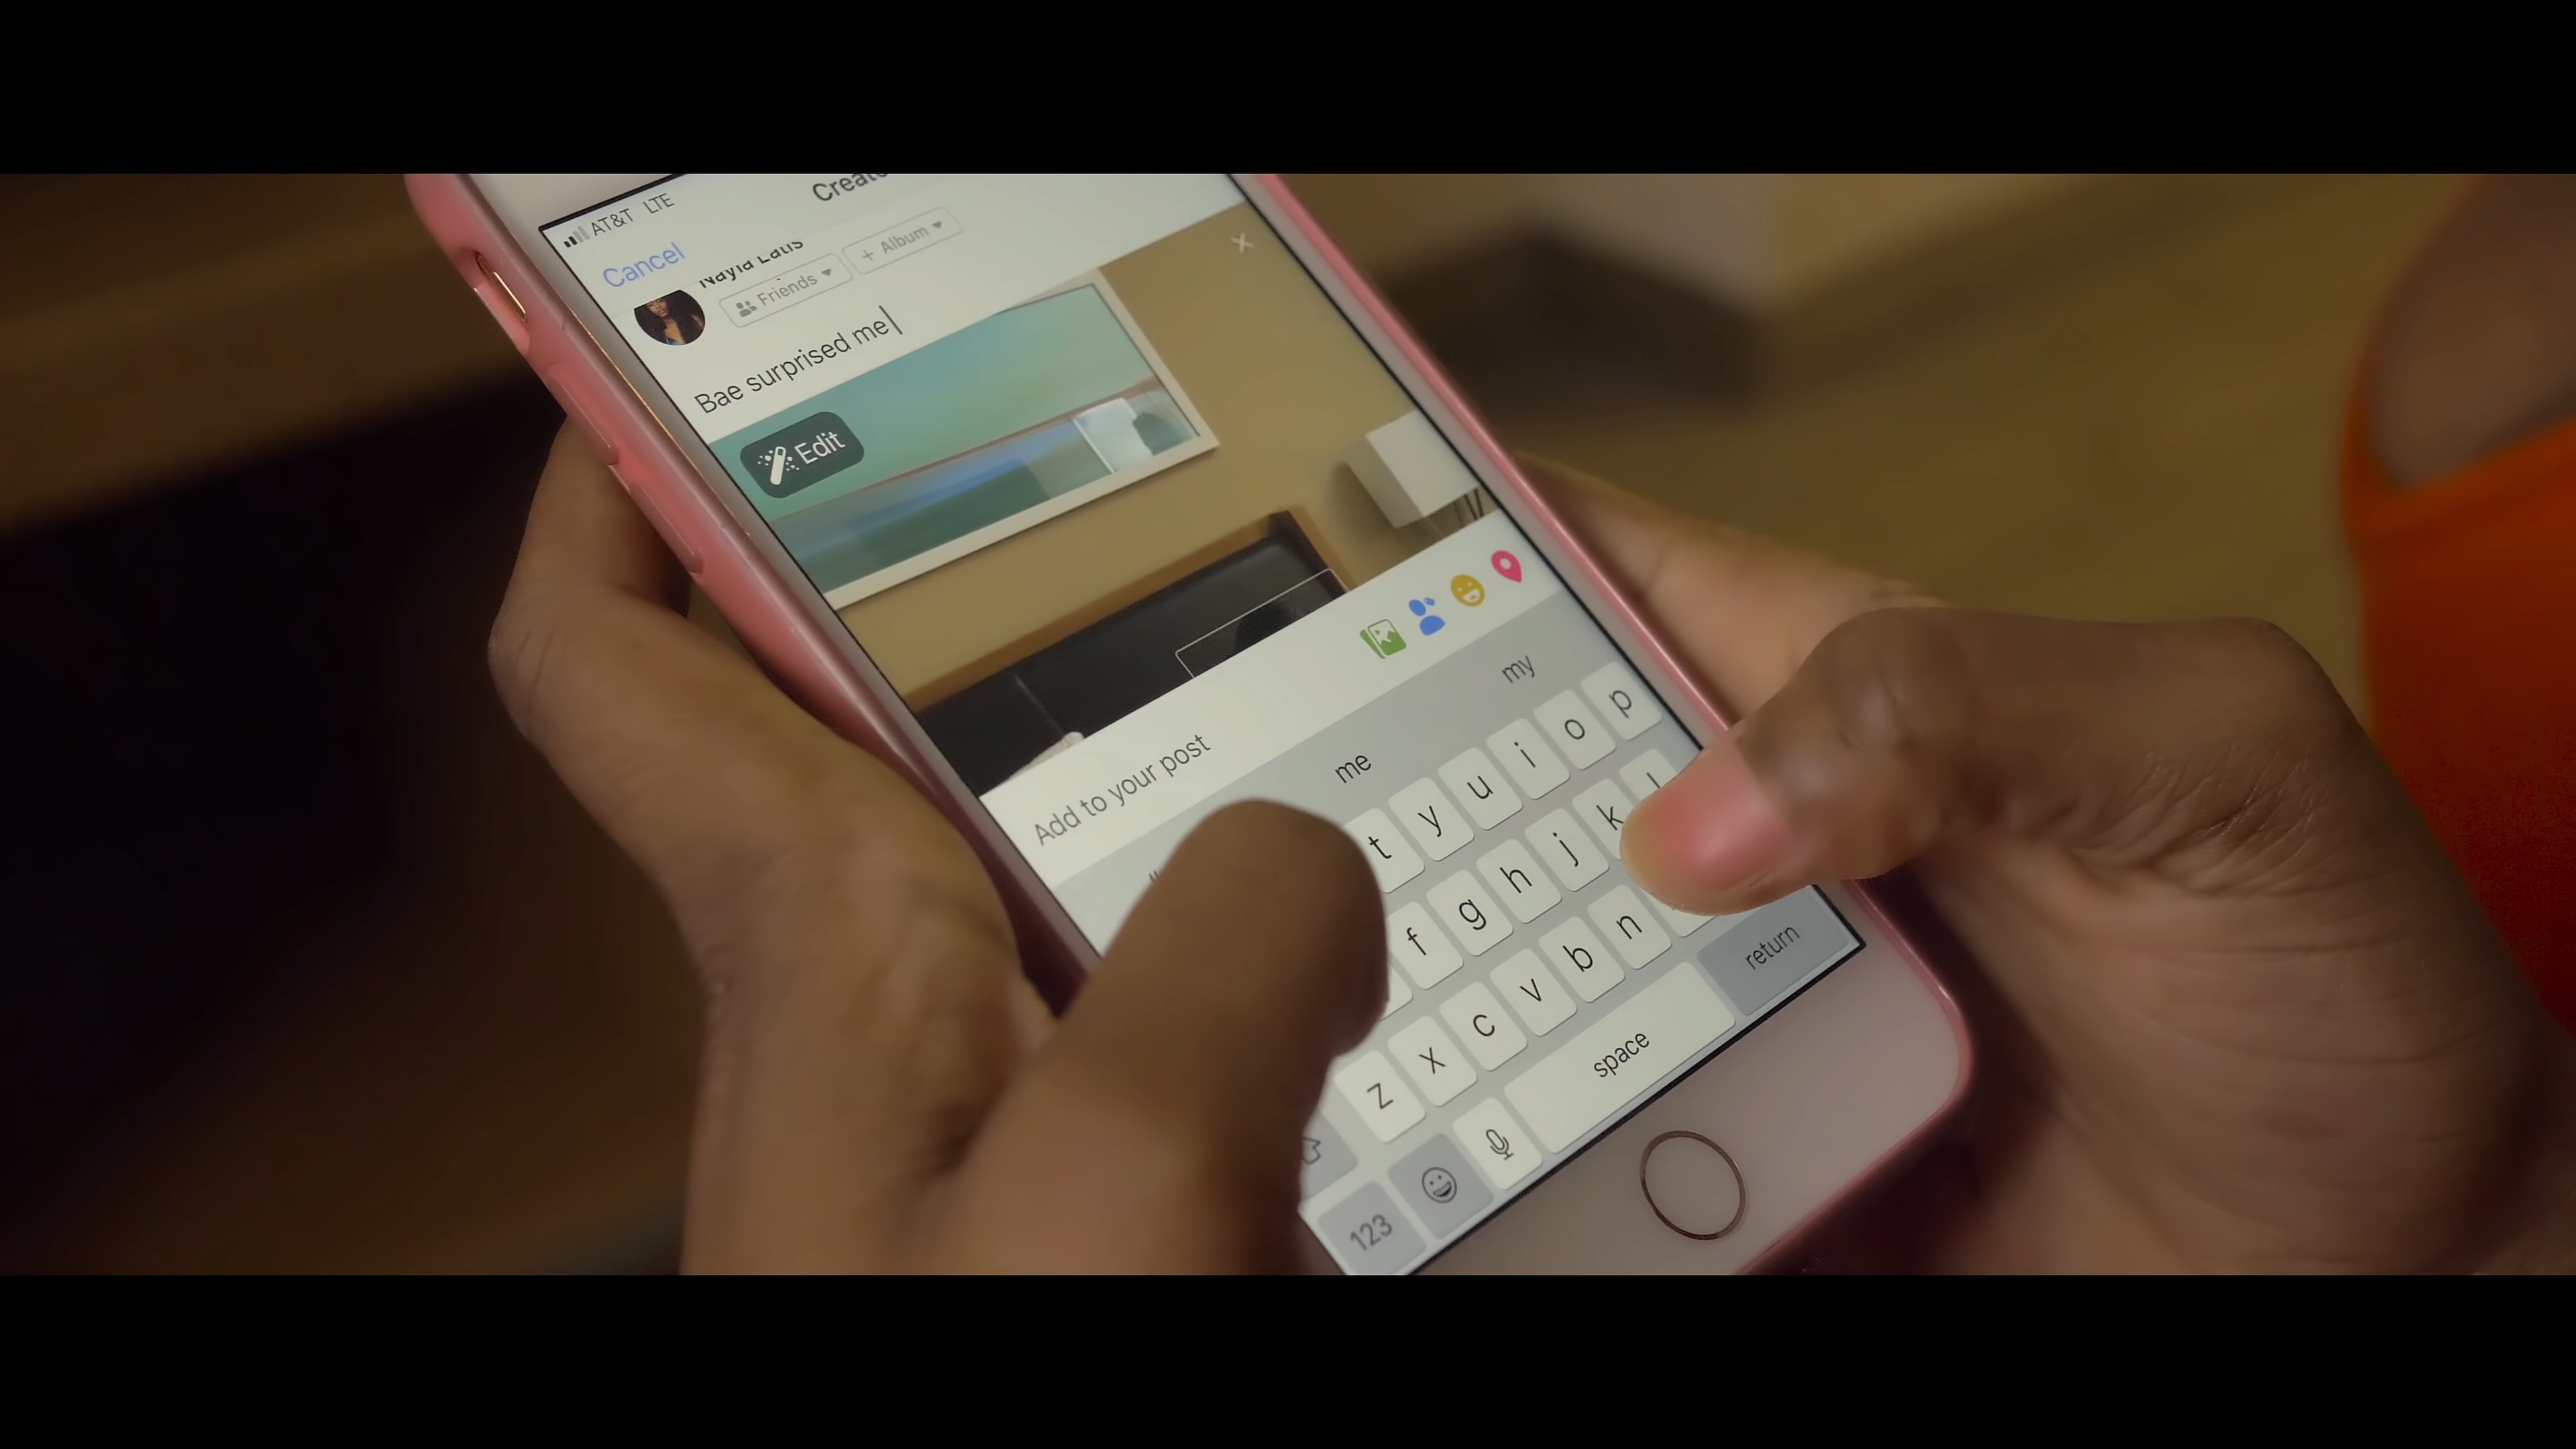 AT&T LTE
Cancel
Friends
+ Album
Bae surprised me
Edit
Add to your post
me
my
t y u i o p
f g h j k
z x c v b n
return
123
space